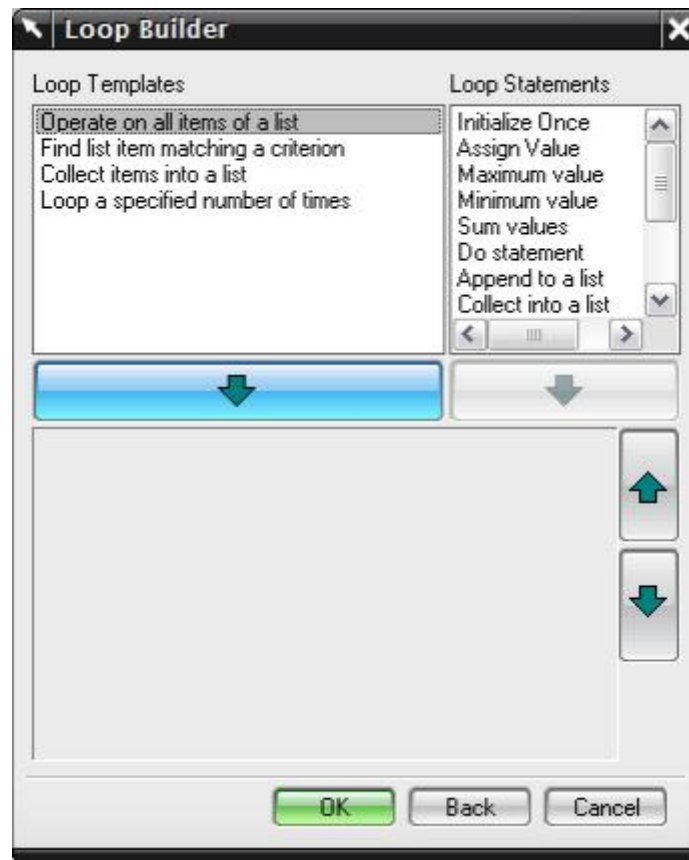 Loop Builder
Loop Templates
Operate on all items of a list
Find list item matching a criterion
Collect items into a list
Loop a specified number of times
Loop Statements
Initialize Once
Assign Value
Maximum value
Minimum value
Sum values
Do statement
Append to a list
Collect into a list
OK
Back
Cancel